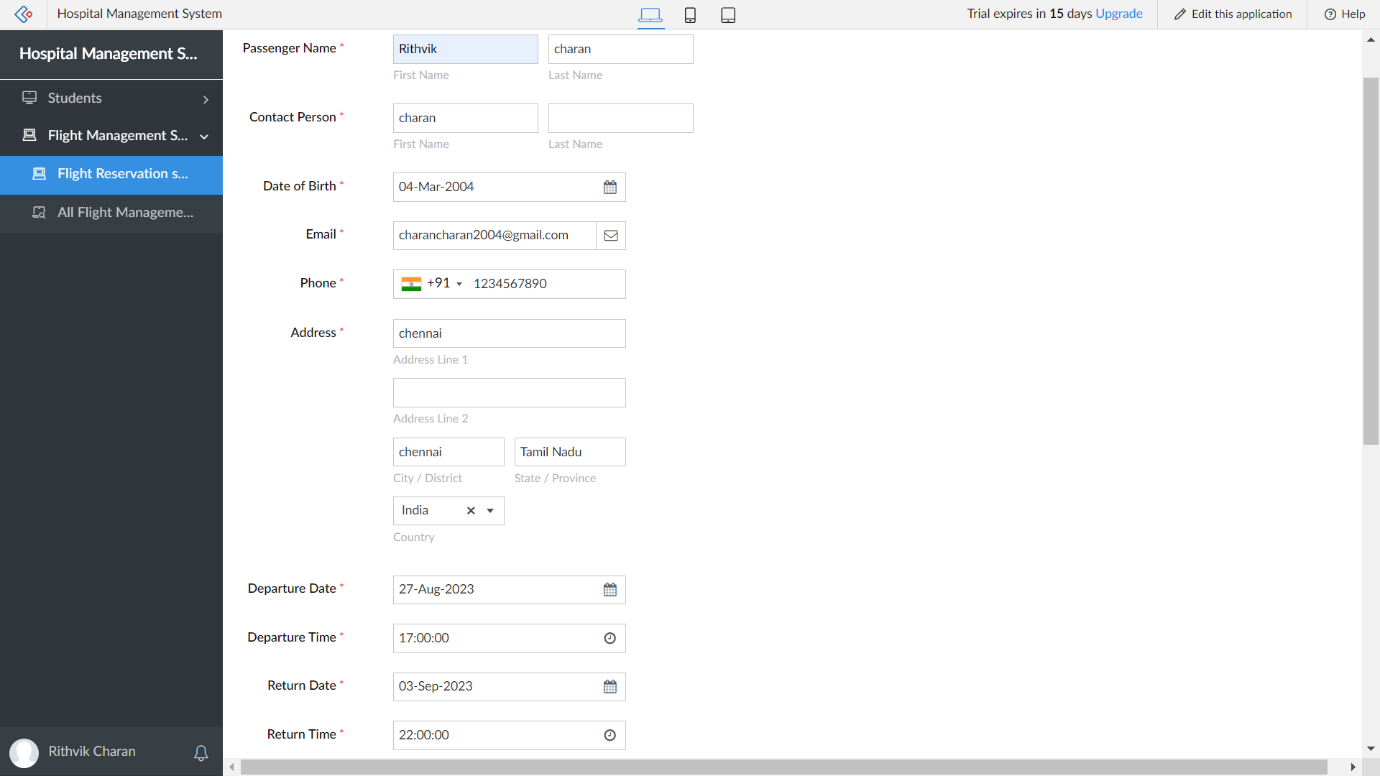 Hospital Management System
Trial expires in 15 days Upgrade
Edit this application
Help
Hospital Management S...
Students
Flight Management S...
Flight Reservation s...
All Flight Manageme...
Rithvik Charan
Passenger Name *
Rithvik
charan
First Name
Last Name
Contact Person *
charan
First Name
Last Name
Date of Birth *
04-Mar-2004
Email *
charancharan2004@gmail.com
Phone *
+91 1234567890
Address *
chennai
Address Line 1
Address Line 2
chennai
Tamil Nadu
City / District
State / Province
India
Country
Departure Date *
27-Aug-2023
Departure Time *
17:00:00
Return Date *
03-Sep-2023
Return Time *
22:00:00